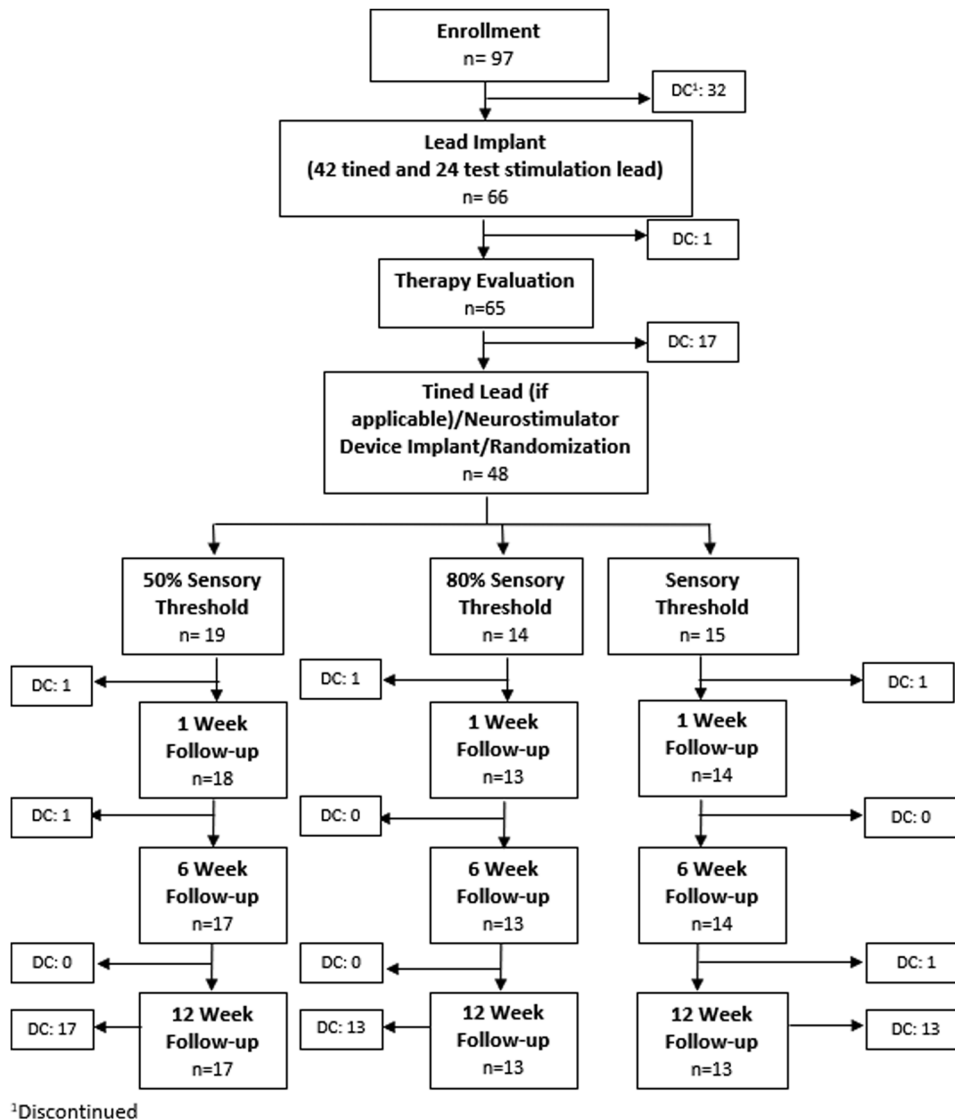 Enrollment
n= 97
DC¹: 32
Lead Implant
(42 tined and 24 test stimulation lead)
n= 66
DC: 1
Therapy Evaluation
n=65
DC: 17
Tined Lead (if
applicable)/Neurostimulator
Device Implant/Randomization
n= 48
50% Sensory
Threshold
n= 19
80% Sensory
Threshold
n= 14
Sensory
Threshold
n= 15
DC: 1
DC: 1
DC: 1
1 Week
Follow-up
n=18
1 Week
Follow-up
n=13
1 Week
Follow-up
n=14
DC: 1
DC: 0
DC: 0
6 Week
Follow-up
n=17
6 Week
Follow-up
n=13
6 Week
Follow-up
n=14
DC: 0
DC: 0
DC: 1
12 Week
Follow-up
n=17
12 Week
Follow-up
n=13
12 Week
Follow-up
n=13
DC: 17
DC: 13
DC: 13
¹Discontinued